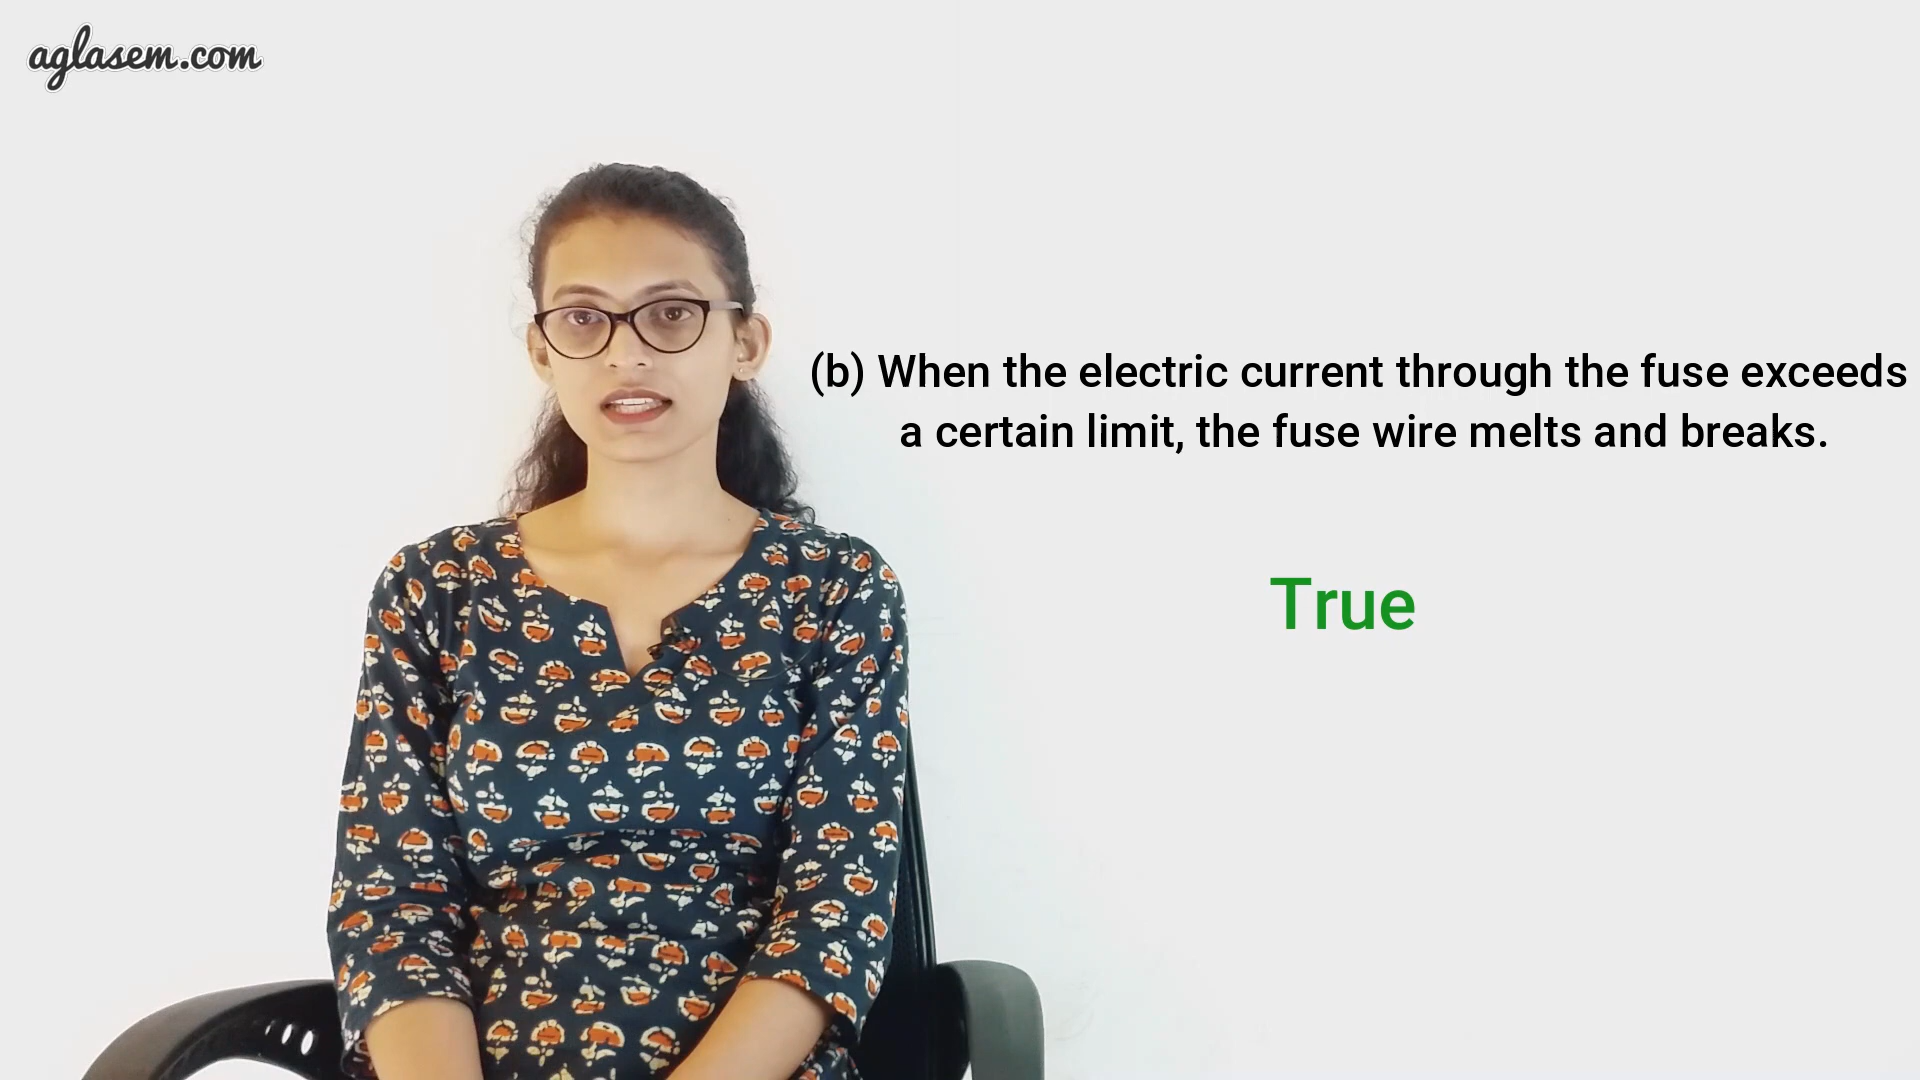 aglasem.com
(b) When the electric current through the fuse exceeds
a certain limit, the fuse wire melts and breaks.
True